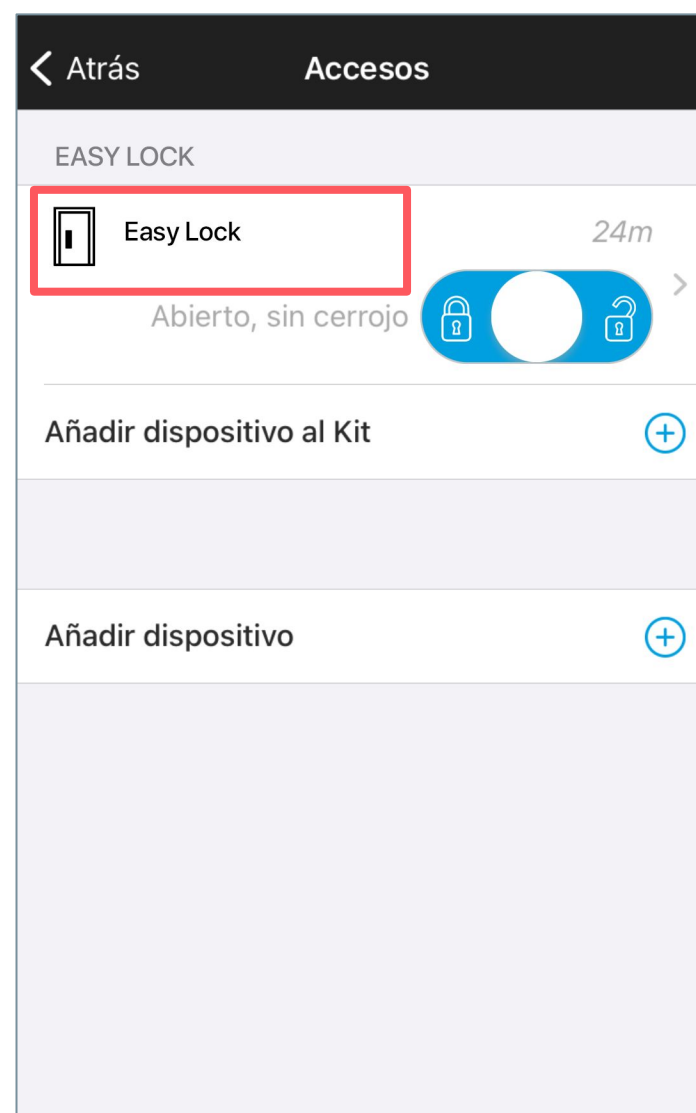 Atrás
Accesos
EASY LOCK
Easy Lock
24m
Abierto, sin cerrojo
Añadir dispositivo al Kit
Añadir dispositivo